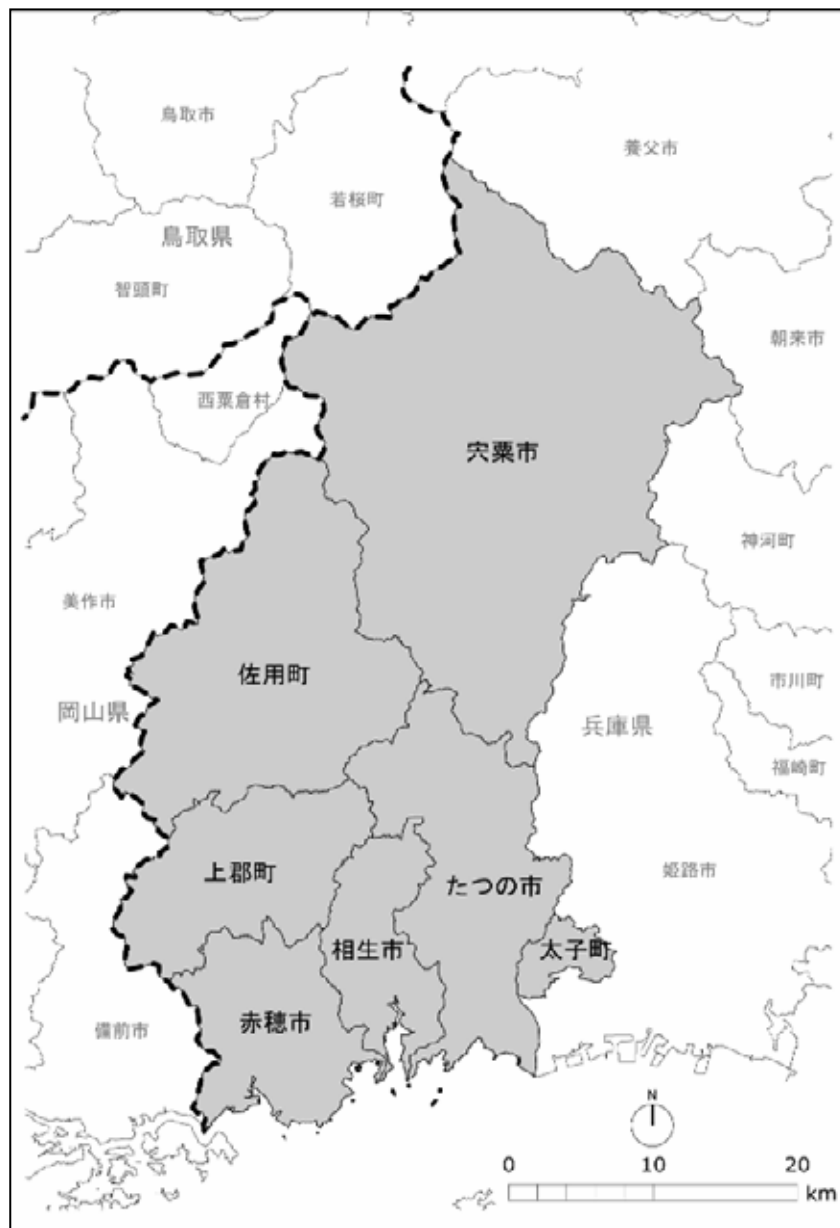 鳥取市
養父市
若桜町
鳥取県
智頭町
朝来市
西粟倉村
宍粟市
神河町
美作市
佐用町
市川町
岡山県
兵庫県
福崎町
上郡町
姫路市
たつの市
相生市
太子町
赤穂市
備前市
N
0 10 20
km